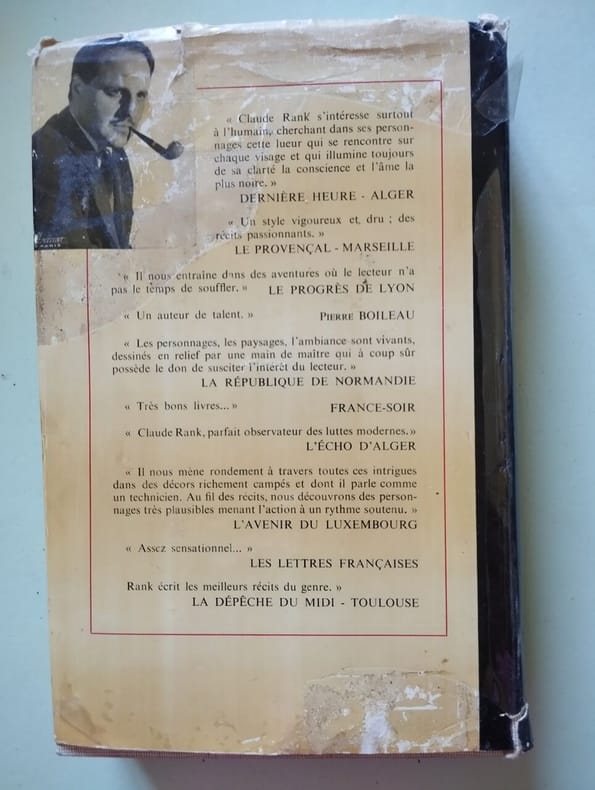 « Claude Rank s'intéresse surtout
à l'humain, cherchant dans ses person-
nages cette lueur qui se rencontre sur
chaque visage et qui illumine toujours
de sa clarté la conscience et l'âme la
plus noire. »
DERNIÈRE HEURE - ALGER
« Un style vigoureux et dru ; des
récits passionnants. »
LE PROVENÇAL - MARSEILLE
« Il nous entraîne dans des aventures où le lecteur n'a
pas le temps de souffler. » LE PROGRÈS DE LYON
« Un auteur de talent. » PIERRE BOILEAU
« Les personnages, les paysages, l'ambiance sont vivants,
dessinés en relief par une main de maître qui à coup sûr
possède le don de susciter l'intérêt du lecteur. »
LA RÉPUBLIQUE DE NORMANDIE
« Très bons livres... » FRANCE-SOIR
« Claude Rank, parfait observateur des luttes modernes. »
L'ÉCHO D'ALGER
« Il nous mène rondement à travers toutes ces intrigues
dans des décors richement campés et dont il parle comme
un technicien. Au fil des récits, nous découvrons des person-
nages très plausibles menant l'action à un rythme soutenu. »
L'AVENIR DU LUXEMBOURG
« Assez sensationnel... »
LES LETTRES FRANÇAISES
Rank écrit les meilleurs récits du genre. »
LA DÉPÊCHE DU MIDI - TOULOUSE
PARIS